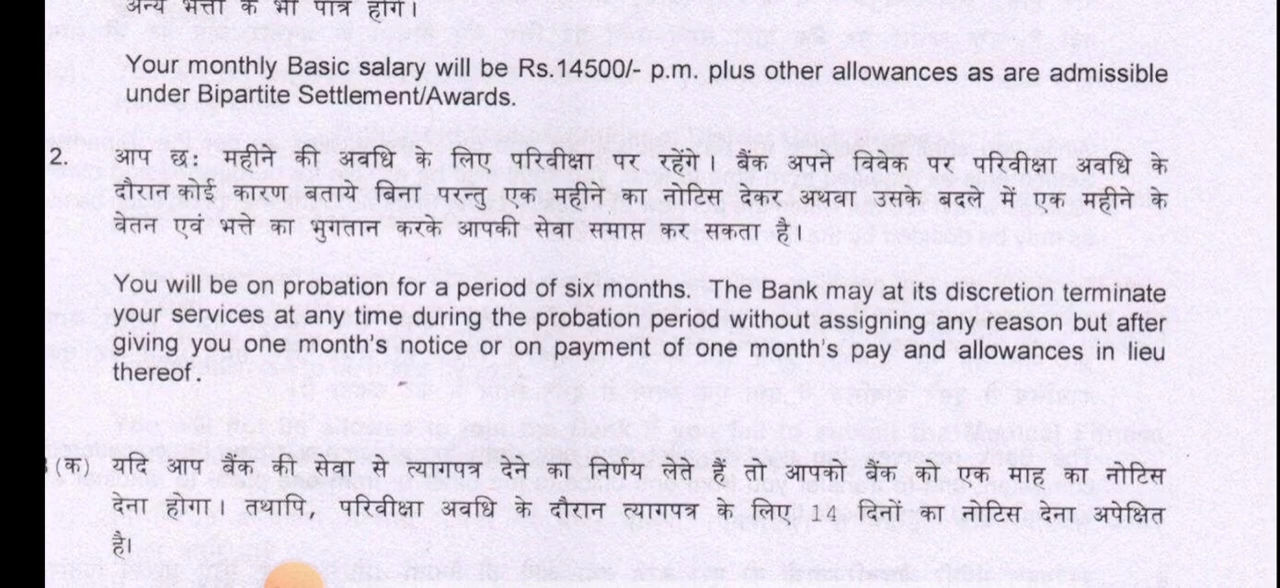 अन्य भत्तों के भी पात्र होंगे।
Your monthly Basic salary will be Rs.14500/- p.m. plus other allowances as are admissible
under Bipartite Settlement/Awards.
2. आप छः महीने की अवधि के लिए परिवीक्षा पर रहेंगे। बैंक अपने विवेक पर परिवीक्षा अवधि के
दौरान कोई कारण बताये बिना परन्तु एक महीने का नोटिस देकर अथवा उसके बदले में एक महीने के
वेतन एवं भत्ते का भुगतान करके आपकी सेवा समाप्त कर सकता है।
You will be on probation for a period of six months. The Bank may at its discretion terminate
your services at any time during the probation period without assigning any reason but after
giving you one month's notice or on payment of one month's pay and allowances in lieu
thereof.
(क) यदि आप बैंक की सेवा से त्यागपत्र देने का निर्णय लेते हैं तो आपको बैंक को एक माह का नोटिस
देना होगा। तथापि, परिवीक्षा अवधि के दौरान त्यागपत्र के लिए 14 दिनों का नोटिस देना अपेक्षित
है।